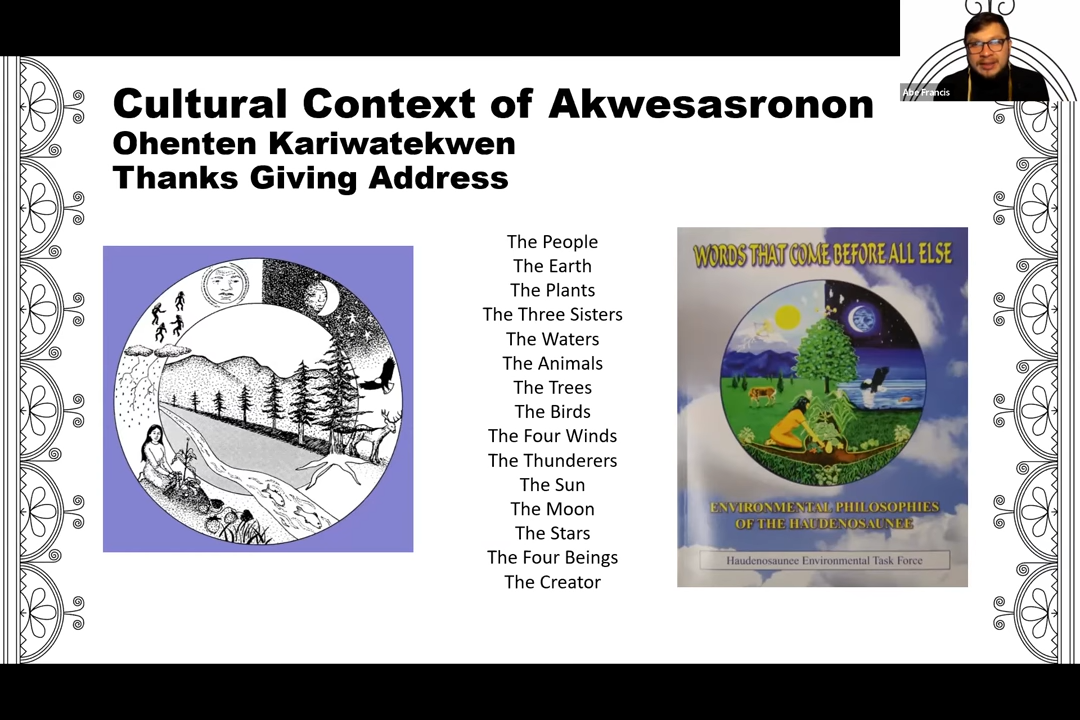 Abe Francis
Cultural Context of Akwesasronon
Ohenten Kariwatekwen
Thanks Giving Address
The People
The Earth
The Plants
The Three Sisters
The Waters
The Animals
The Trees
The Birds
The Four Winds
The Thunderers
The Sun
The Moon
The Stars
The Four Beings
The Creator
WORDS THAT COME BEFORE ALL ELSE
ENVIRONMENTAL PHILOSOPHIES
OF THE HAUDENOSAUNEE
Haudenosaunee Environmental Task Force